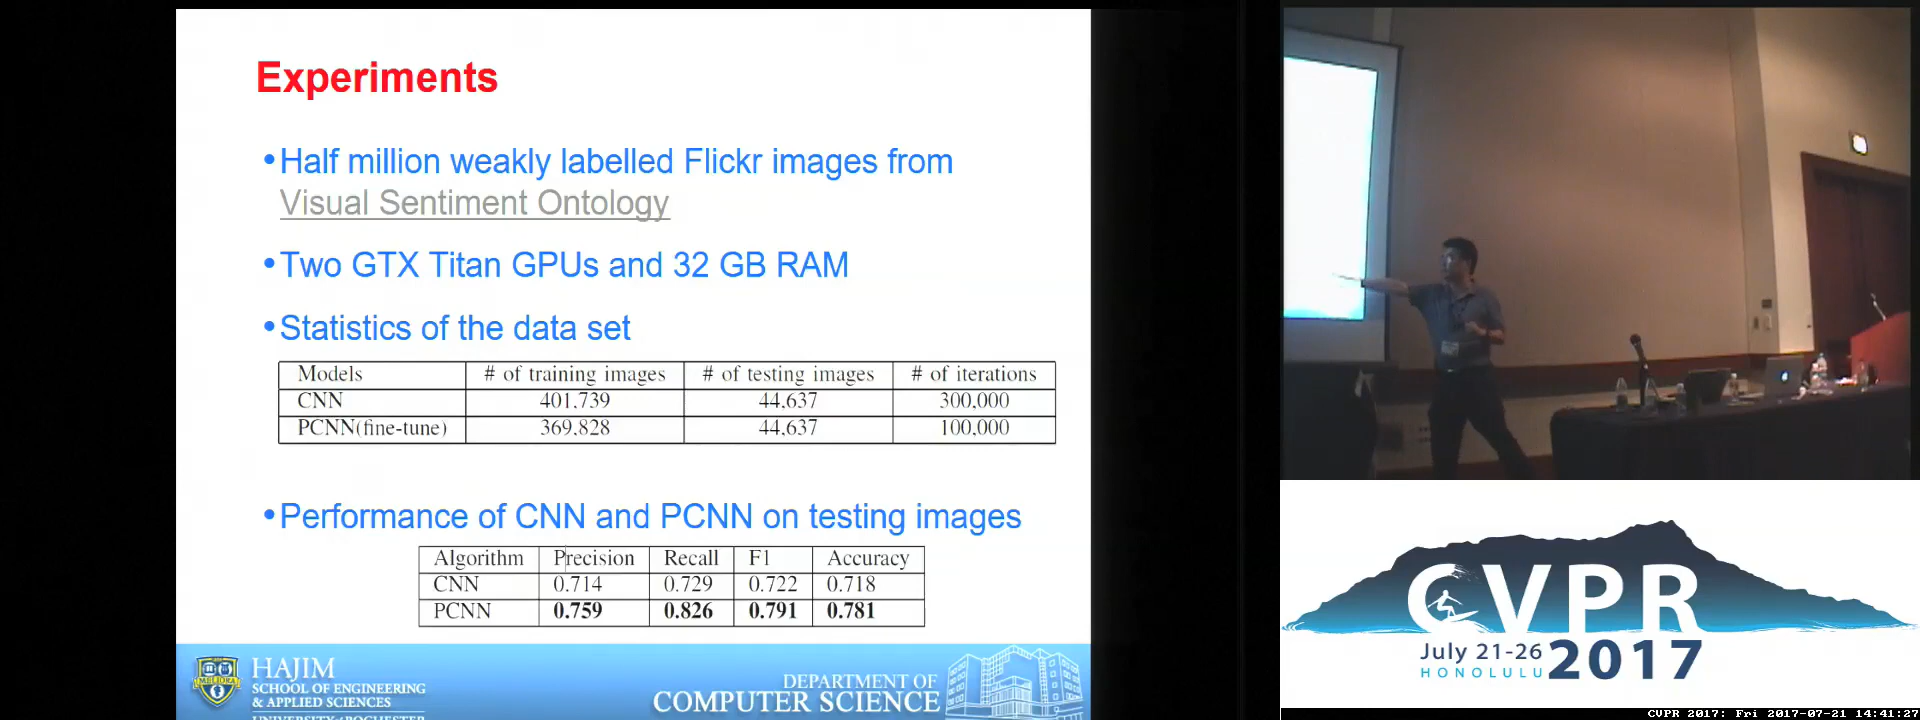 Experiments
•Half million weakly labelled Flickr images from
Visual Sentiment Ontology
•Two GTX Titan GPUs and 32 GB RAM
•Statistics of the data set
Models # of training images # of testing images # of iterations
CNN 401,739 44,637 300,000
PCNN(fine-tune) 369,828 44,637 100,000
•Performance of CNN and PCNN on testing images
Algorithm Precision Recall F1 Accuracy
CNN 0.714 0.729 0.722 0.718
PCNN 0.759 0.826 0.791 0.781
HAJIM
SCHOOL OF ENGINEERING
& APPLIED SCIENCES
UNIVERSITY of ROCHESTER
DEPARTMENT OF
COMPUTER SCIENCE
CVPR
July 21-26 2017
HONOLULU
CVPR 2017: Fri 2017-07-21 14:41:27